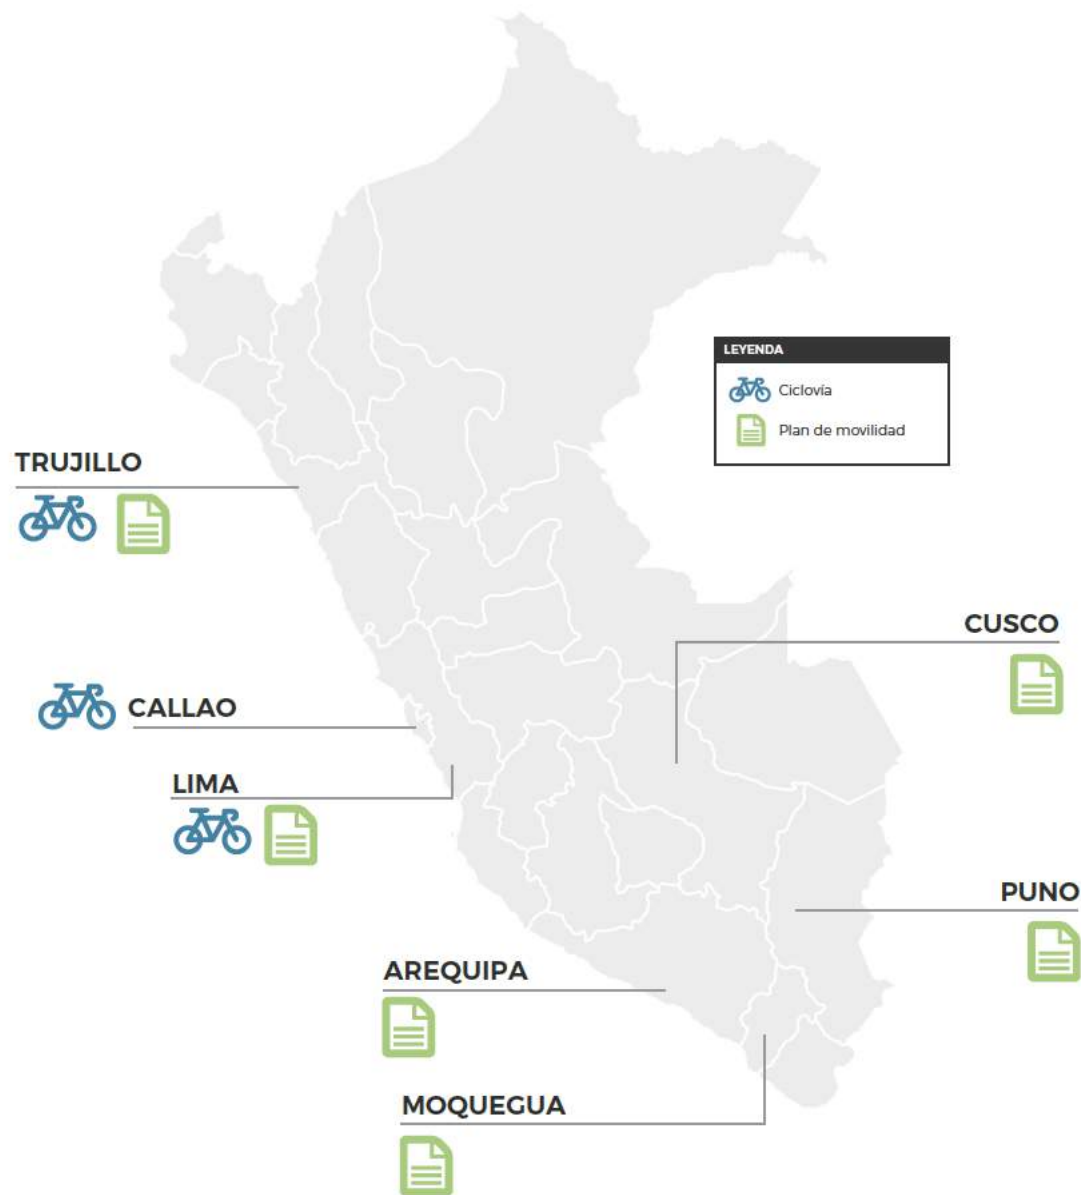 LEYENDA
Ciclovía
Plan de movilidad
TRUJILLO
CUSCO
CALLAO
LIMA
PUNO
AREQUIPA
MOQUEGUA